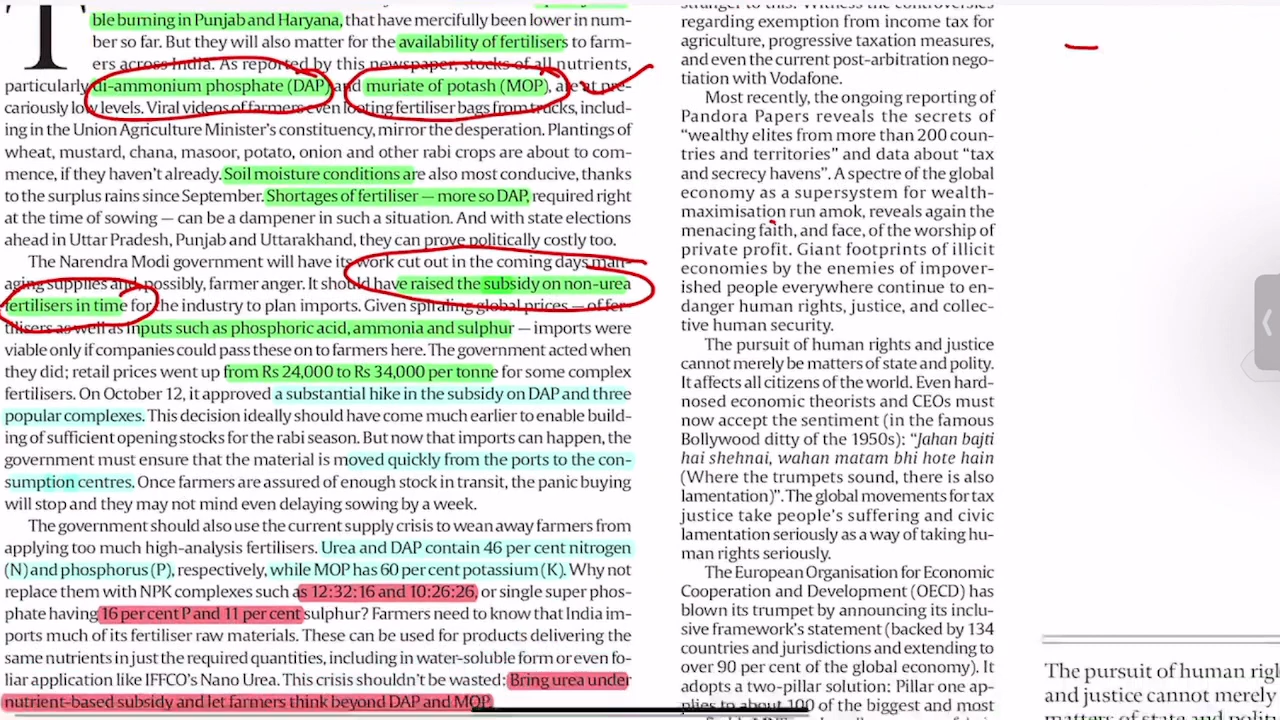 T
ble burning in Punjab and Haryana, that have mercifully been lower in num-
ber so far. But they will also matter for the availability of fertilisers to farm-
ers across India. As reported by this newspaper, stocks of all nutrients,
particularly di-ammonium phosphate (DAP) and muriate of potash (MOP), are at pre-
cariously low levels. Viral videos of farmers even looting fertiliser bags from trucks, includ-
ing in the Union Agriculture Minister's constituency, mirror the desperation. Plantings of
wheat, mustard, chana, masoor, potato, onion and other rabi crops are about to com-
mence, if they haven't already. Soil moisture conditions are also most conducive, thanks
to the surplus rains since September. Shortages of fertiliser — more so DAP, required right
at the time of sowing — can be a dampener in such a situation. And with state elections
ahead in Uttar Pradesh, Punjab and Uttarakhand, they can prove politically costly too.
The Narendra Modi government will have its work cut out in the coming days man-
aging supplies and, possibly, farmer anger. It should have raised the subsidy on non-urea
fertilisers in time for the industry to plan imports. Given spiraling global prices — of fer-
tilisers as well as inputs such as phosphoric acid, ammonia and sulphur — imports were
viable only if companies could pass these on to farmers here. The government acted when
they did; retail prices went up from Rs 24,000 to Rs 34,000 per tonne for some complex
fertilisers. On October 12, it approved a substantial hike in the subsidy on DAP and three
popular complexes. This decision ideally should have come much earlier to enable build-
ing of sufficient opening stocks for the rabi season. But now that imports can happen, the
government must ensure that the material is moved quickly from the ports to the con-
sumption centres. Once farmers are assured of enough stock in transit, the panic buying
will stop and they may not mind even delaying sowing by a week.
The government should also use the current supply crisis to wean away farmers from
applying too much high-analysis fertilisers. Urea and DAP contain 46 per cent nitrogen
(N) and phosphorus (P), respectively, while MOP has 60 per cent potassium (K). Why not
replace them with NPK complexes such as 12:32:16 and 10:26:26, or single super phos-
phate having 16 per cent P and 11 per cent sulphur? Farmers need to know that India im-
ports much of its fertiliser raw materials. These can be used for products delivering the
same nutrients in just the required quantities, including in water-soluble form or even fo-
liar application like IFFCO's Nano Urea. This crisis shouldn't be wasted: Bring urea under
nutrient-based subsidy and let farmers think beyond DAP and MOP.
regarding exemption from income tax for
agriculture, progressive taxation measures,
and even the current post-arbitration nego-
tiation with Vodafone.
Most recently, the ongoing reporting of
Pandora Papers reveals the secrets of
"wealthy elites from more than 200 coun-
tries and territories" and data about "tax
and secrecy havens". A spectre of the global
economy as a supersystem for wealth-
maximisation run amok, reveals again the
menacing faith, and face, of the worship of
private profit. Giant footprints of illicit
economies by the enemies of impover-
ished people everywhere continue to en-
danger human rights, justice, and collec-
tive human security.
The pursuit of human rights and justice
cannot merely be matters of state and polity.
It affects all citizens of the world. Even hard-
nosed economic theorists and CEOs must
now accept the sentiment (in the famous
Bollywood ditty of the 1950s): "Jahan bajti
hai shehnai, wahan matam bhi hote hain
(Where the trumpets sound, there is also
lamentation)". The global movements for tax
justice take people's suffering and civic
lamentation seriously as a way of taking hu-
man rights seriously.
The European Organisation for Economic
Cooperation and Development (OECD) has
blown its trumpet by announcing its inclu-
sive framework's statement (backed by 134
countries and jurisdictions and extending to
over 90 per cent of the global economy). It
adopts a two-pillar solution: Pillar one ap-
plies to about 100 of the biggest and most
The pursuit of human rig
and justice cannot merely
matters of state and polit